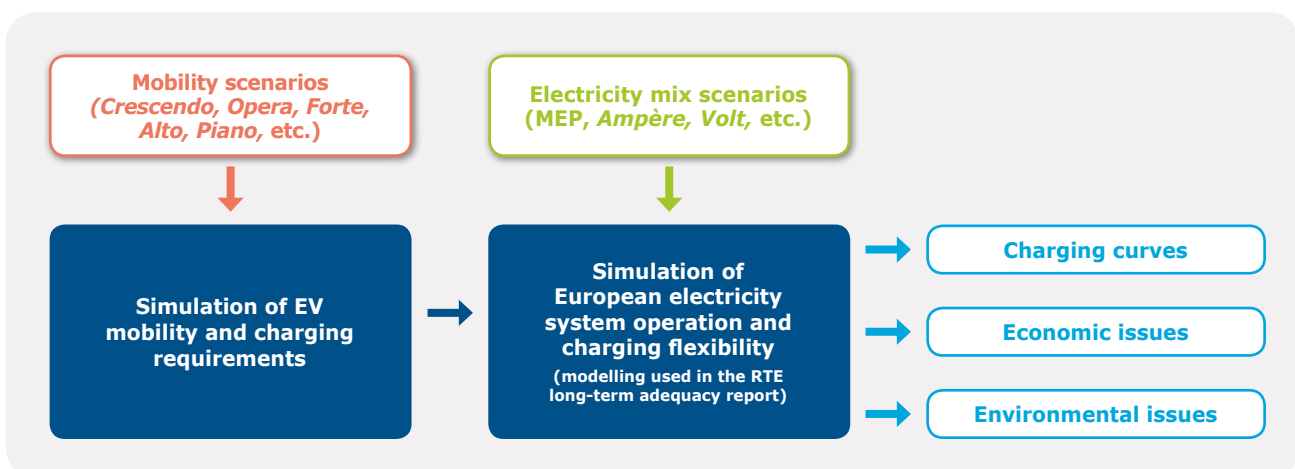 Mobility scenarios
(Crescendo, Opera, Forte,
Alto, Piano, etc.)
Electricity mix scenarios
(MEP, Ampère, Volt, etc.)
Simulation of EV
mobility and charging
requirements
Simulation of
European electricity
system operation and
charging flexibility
(modelling used in the RTE
long-term adequacy report)
Charging curves
Economic issues
Environmental issues